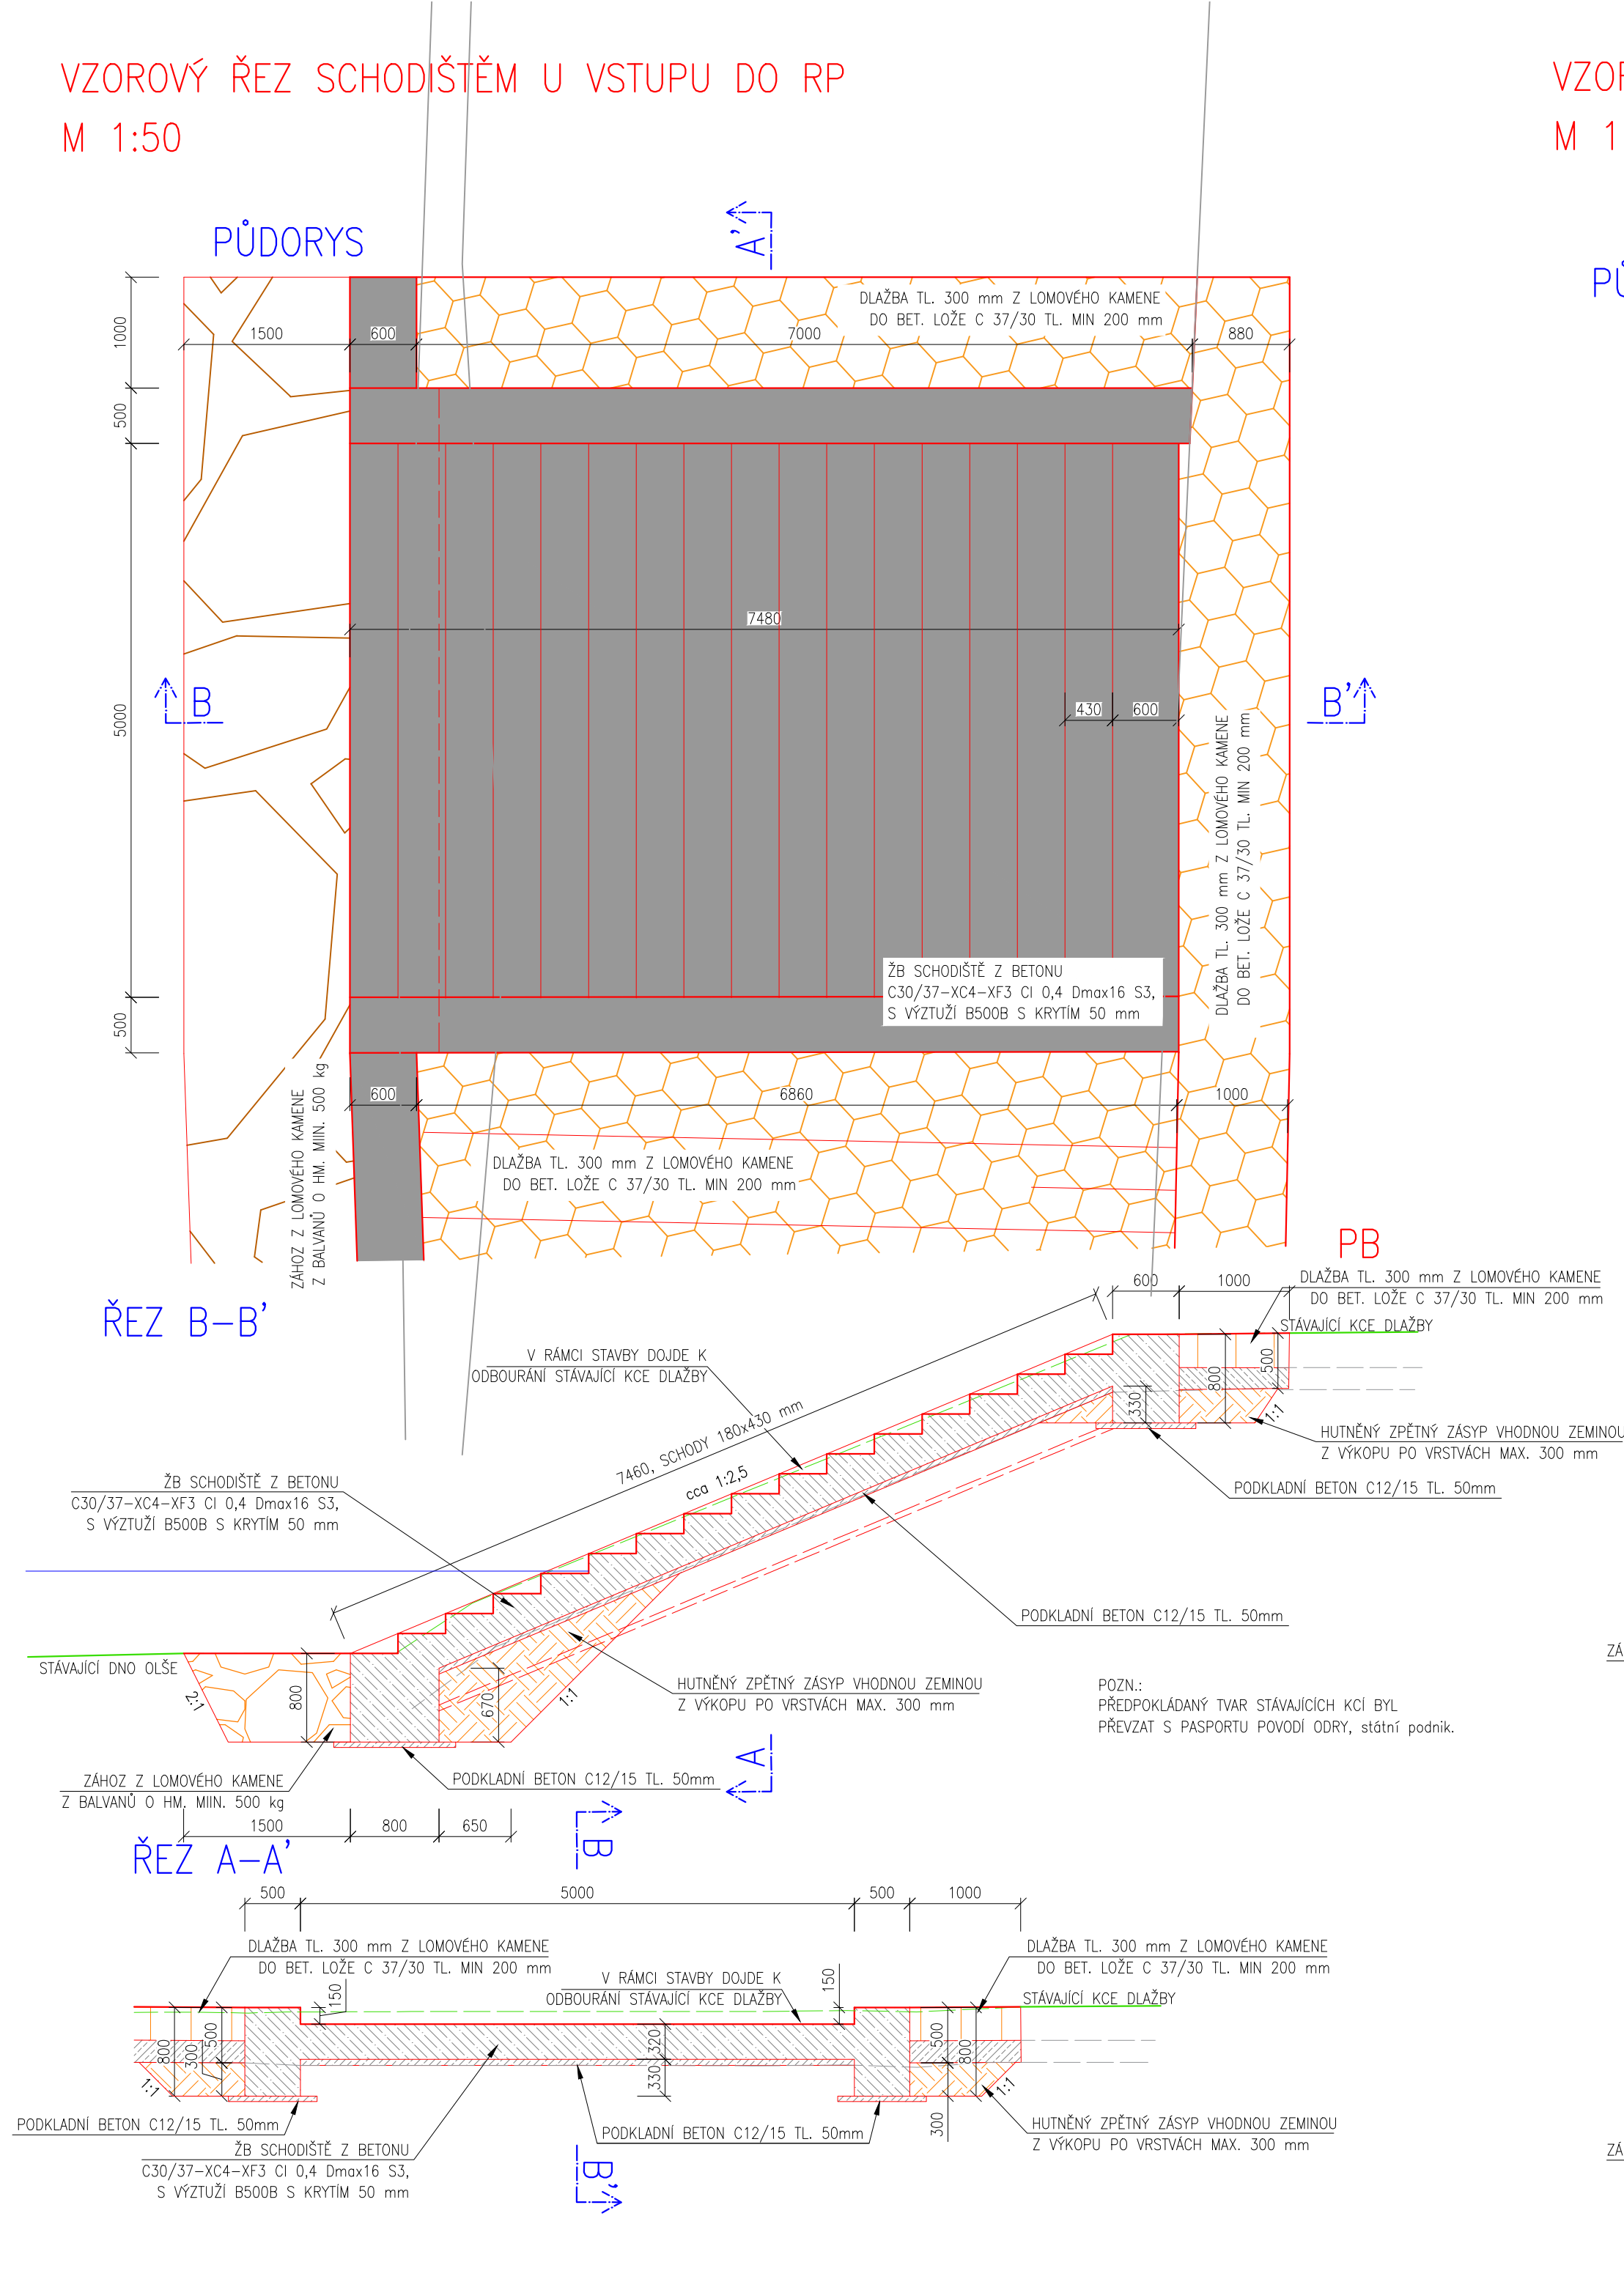 VZOROVÝ ŘEZ SCHODIŠTĚM U VSTUPU DO RP
M 1:50
VZOR
M 1
PŮDORYS
A'
PŮ
DLAŽBA TL. 300 mm Z LOMOVÉHO KAMENE
DO BET. LOŽE C 37/30 TL. MIN 200 mm
1000
1500
600
7000
880
500
7480
5000
B
B'
430
600
DLAŽBA TL. 300 mm Z LOMOVÉHO KAMENE
DO BET. LOŽE C 37/30 TL. MIN 200 mm
ŽB SCHODIŠTĚ Z BETONU
C30/37-XC4-XF3 Cl 0,4 Dmax16 S3,
S VÝZTUŽÍ B500B S KRYTÍM 50 mm
500
600
6860
1000
ZÁHOZ Z LOMOVÉHO KAMENE
Z BALVANŮ O HM. MIIN. 500 kg
DLAŽBA TL. 300 mm Z LOMOVÉHO KAMENE
DO BET. LOŽE C 37/30 TL. MIN 200 mm
PB
ŘEZ B-B'
600
1000
DLAŽBA TL. 300 mm Z LOMOVÉHO KAMENE
DO BET. LOŽE C 37/30 TL. MIN 200 mm
STÁVAJÍCÍ KCE DLAŽBY
V RÁMCI STAVBY DOJDE K
ODBOURÁNÍ STÁVAJÍCÍ KCE DLAŽBY
800
500
330
1:1
7460, SCHODY 180x430 mm
cca 1:2,5
HUTNĚNÝ ZPĚTNÝ ZÁSYP VHODNOU ZEMINOU
Z VÝKOPU PO VRSTVÁCH MAX. 300 mm
PODKLADNÍ BETON C12/15 TL. 50mm
ŽB SCHODIŠTĚ Z BETONU
C30/37-XC4-XF3 Cl 0,4 Dmax16 S3,
S VÝZTUŽÍ B500B S KRYTÍM 50 mm
PODKLADNÍ BETON C12/15 TL. 50mm
STÁVAJÍCÍ DNO OLŠE
2:1
800
670
1:1
HUTNĚNÝ ZPĚTNÝ ZÁSYP VHODNOU ZEMINOU
Z VÝKOPU PO VRSTVÁCH MAX. 300 mm
POZN.:
PŘEDPOKLÁDANÝ TVAR STÁVAJÍCÍCH KCÍ BYL
PŘEVZAT S PASPORTU POVODÍ ODRY, státní podnik.
ZÁ
A
ZÁHOZ Z LOMOVÉHO KAMENE
Z BALVANŮ O HM. MIIN. 500 kg
PODKLADNÍ BETON C12/15 TL. 50mm
1500
800
650
B
ŘEZ A-A'
500
5000
500
1000
DLAŽBA TL. 300 mm Z LOMOVÉHO KAMENE
DO BET. LOŽE C 37/30 TL. MIN 200 mm
150
V RÁMCI STAVBY DOJDE K
ODBOURÁNÍ STÁVAJÍCÍ KCE DLAŽBY
150
DLAŽBA TL. 300 mm Z LOMOVÉHO KAMENE
DO BET. LOŽE C 37/30 TL. MIN 200 mm
STÁVAJÍCÍ KCE DLAŽBY
800
300
500
320
330
500
800
300
1:1
1:1
PODKLADNÍ BETON C12/15 TL. 50mm
PODKLADNÍ BETON C12/15 TL. 50mm
HUTNĚNÝ ZPĚTNÝ ZÁSYP VHODNOU ZEMINOU
Z VÝKOPU PO VRSTVÁCH MAX. 300 mm
ŽB SCHODIŠTĚ Z BETONU
C30/37-XC4-XF3 Cl 0,4 Dmax16 S3,
S VÝZTUŽÍ B500B S KRYTÍM 50 mm
B'
ZÁ